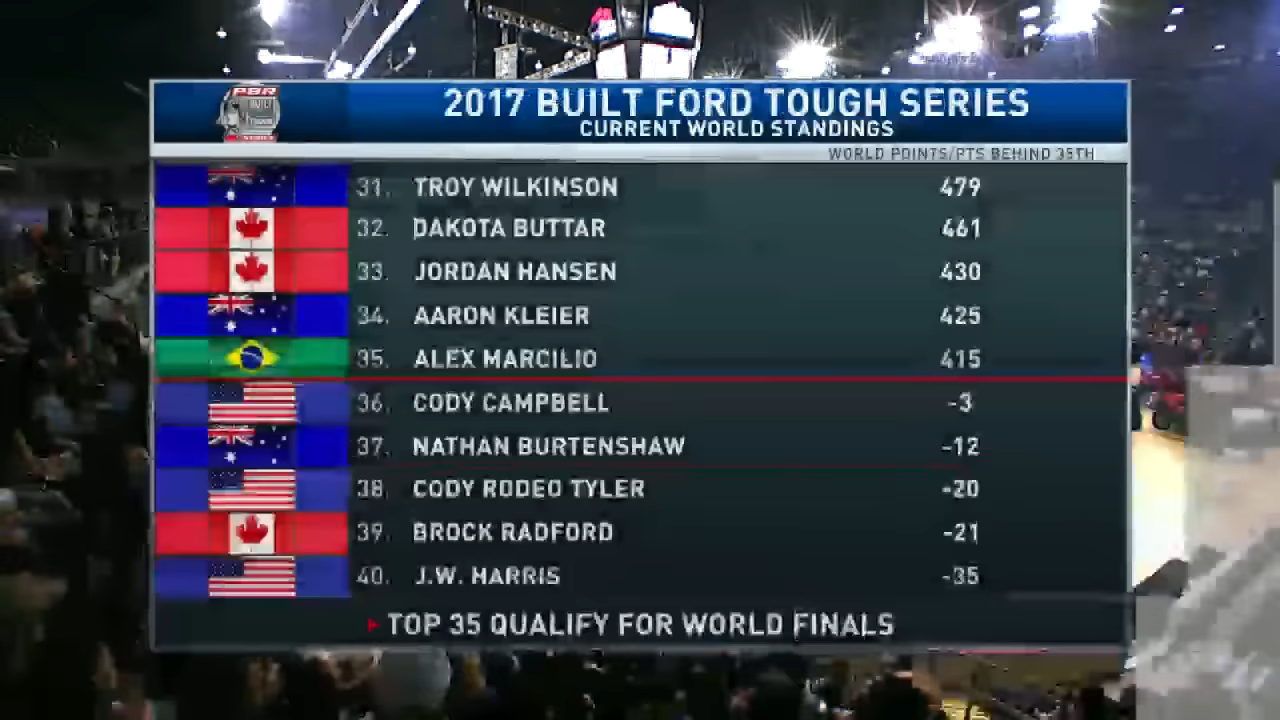 PBR
BUILT
2017 BUILT FORD TOUGH SERIES
CURRENT WORLD STANDINGS
WORLD POINTS/PTS BEHIND 35TH
31. TROY WILKINSON 479
32. DAKOTA BUTTAR 461
33. JORDAN HANSEN 430
34. AARON KLEIER 425
35. ALEX MARCILIO 415
36. CODY CAMPBELL -3
37. NATHAN BURTENSHAW -12
38. CODY RODEO TYLER -20
39. BROCK RADFORD -21
40. J.W. HARRIS -35
TOP 35 QUALIFY FOR WORLD FINALS